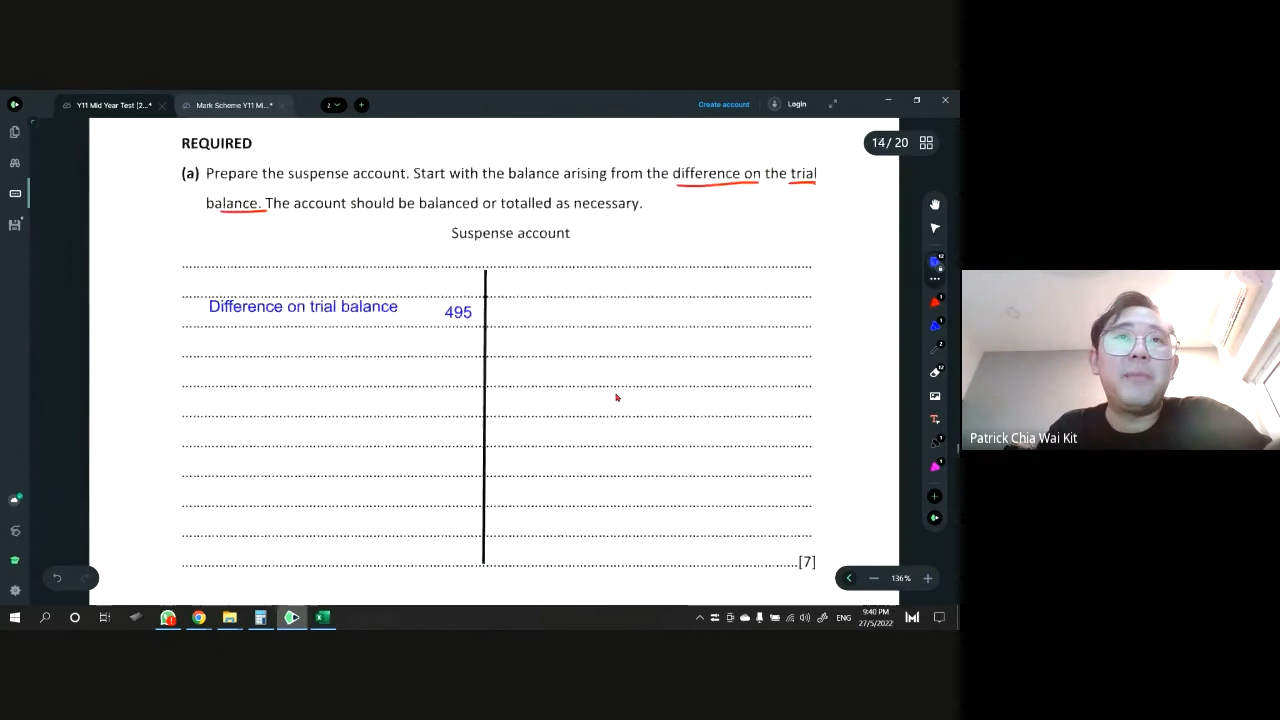 Y11 Mid Year Test [2...*
Mark Scheme Y11 Mi...*
2
Create account
Login
14 / 20
REQUIRED
(a) Prepare the suspense account. Start with the balance arising from the difference on the trial
balance. The account should be balanced or totalled as necessary.
Suspense account
Difference on trial balance 495
[7]
136%
Patrick Chia Wai Kit
ENG
9:40 PM
27/5/2022